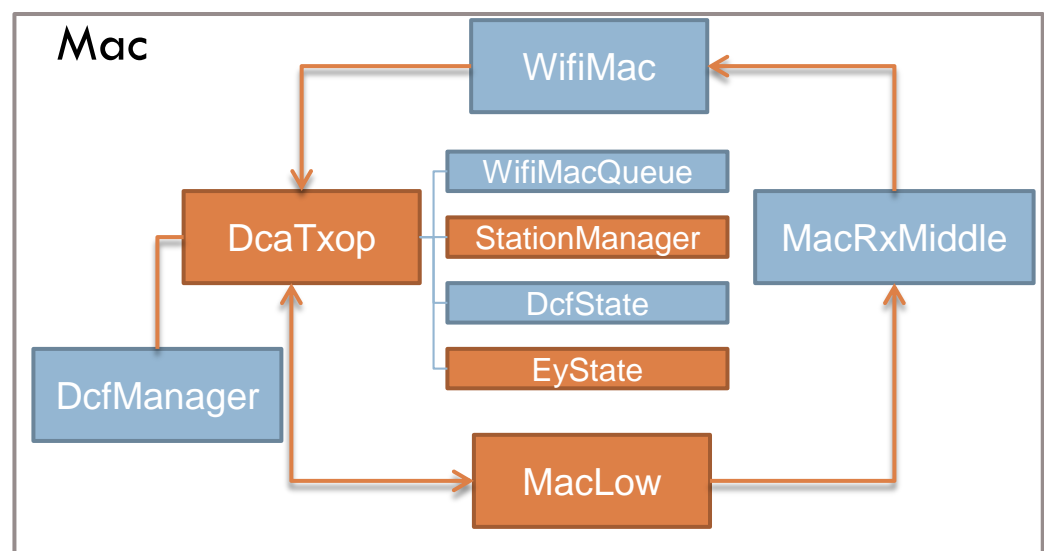 Mac
WifiMac
WifiMacQueue
DcaTxop
StationManager
MacRxMiddle
DcfState
EyState
DcfManager
MacLow